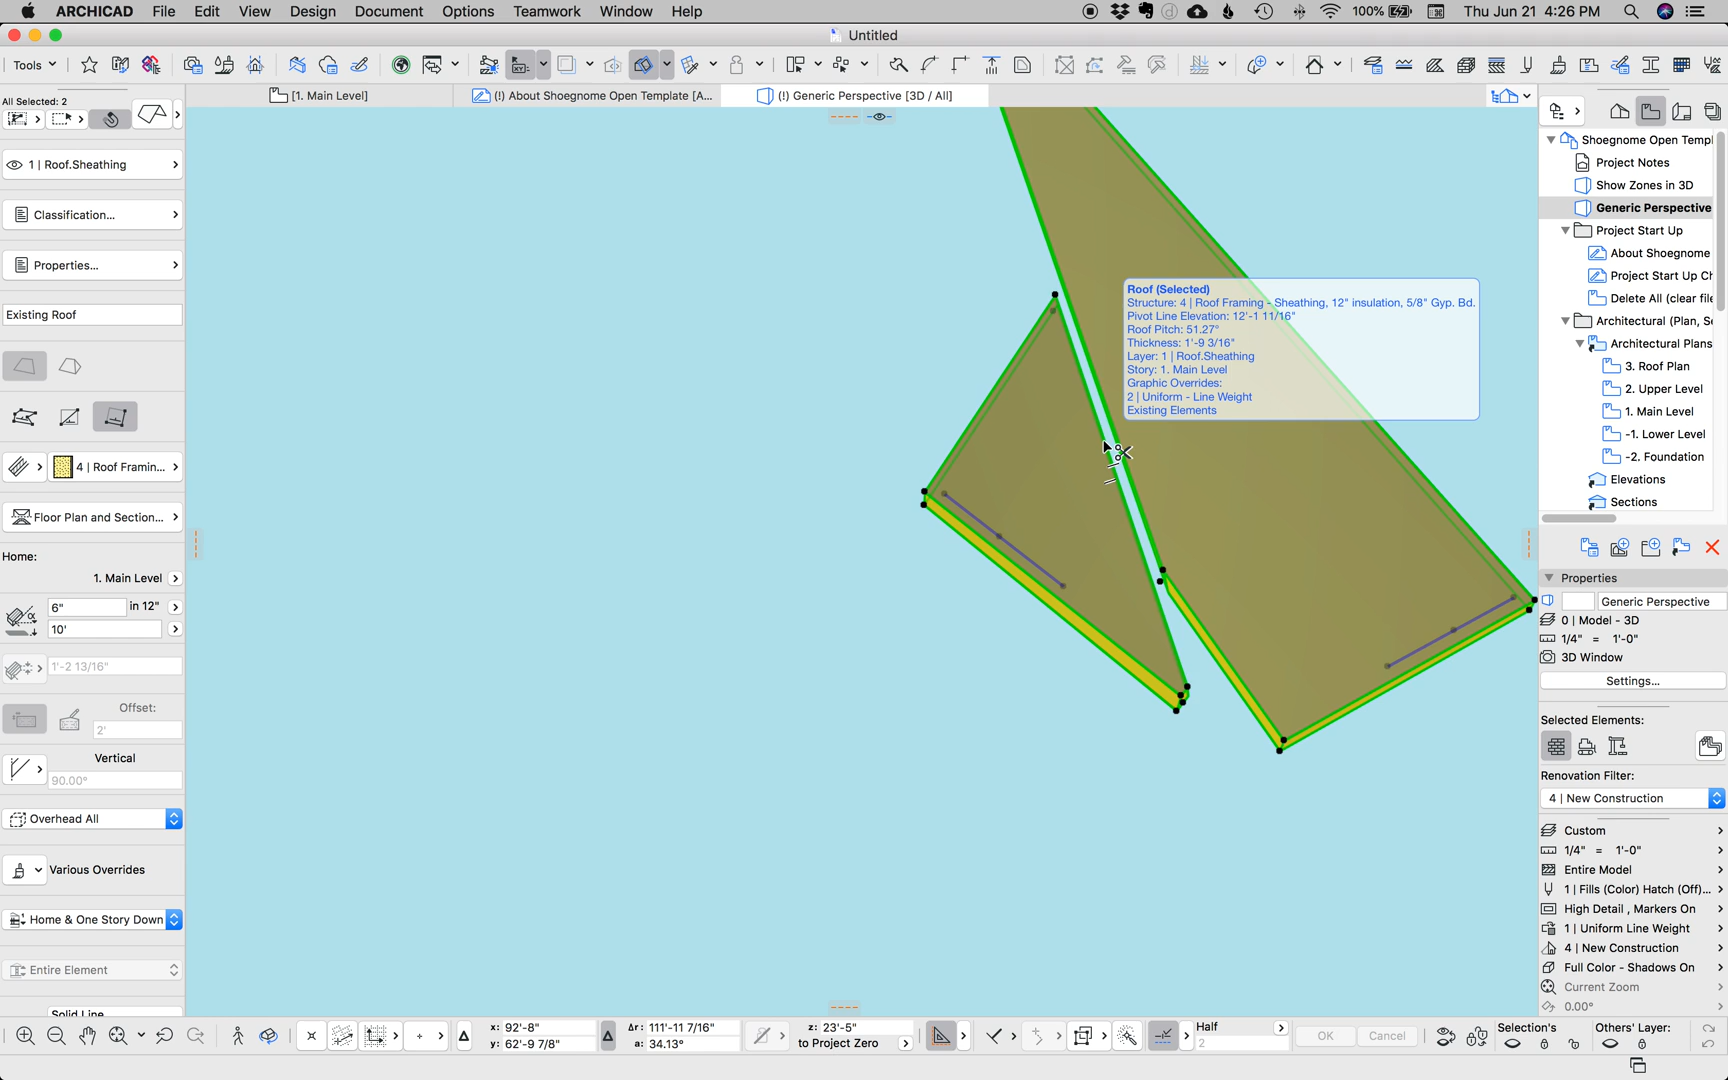 ARCHICAD File Edit View Design Document Options Teamwork Window Help 100% Thu Jun 21 4:26 PM
Untitled
Tools
All Selected: 2
[1. Main Level]
(!) About Shoegnome Open Template [A...
(!) Generic Perspective [3D / All]
1 | Roof.Sheathing
Classification...
Properties...
Existing Roof
4 | Roof Framin...
Floor Plan and Section...
Home:
1. Main Level
6" in 12"
10'
1'-2 13/16"
Offset:
2'
Vertical
90.00°
Overhead All
Various Overrides
Home & One Story Down
Entire Element
Solid Line
Roof (Selected)
Structure: 4 | Roof Framing - Sheathing, 12" insulation, 5/8" Gyp. Bd.
Pivot Line Elevation: 12'-1 11/16"
Roof Pitch: 51.27°
Thickness: 1'-9 3/16"
Layer: 1 | Roof.Sheathing
Story: 1. Main Level
Graphic Overrides:
2 | Uniform - Line Weight
Existing Elements
Shoegnome Open Templ
Project Notes
Show Zones in 3D
Generic Perspective
Project Start Up
About Shoegnome
Project Start Up Ch
Delete All (clear file
Architectural (Plan, Se
Architectural Plans
3. Roof Plan
2. Upper Level
1. Main Level
-1. Lower Level
-2. Foundation
Elevations
Sections
Properties
Generic Perspective
0 | Model - 3D
1/4" = 1'-0"
3D Window
Settings...
Selected Elements:
Renovation Filter:
4 | New Construction
Custom
1/4" = 1'-0"
Entire Model
1 | Fills (Color) Hatch (Off)...
High Detail , Markers On
1 | Uniform Line Weight
4 | New Construction
Full Color - Shadows On
Current Zoom
0.00°
x: 92'-8"
y: 62'-9 7/8"
Δr: 111'-11 7/16"
a: 34.13°
z: 23'-5"
to Project Zero
Half
2
OK
Cancel
Selection's
Others' Layer: